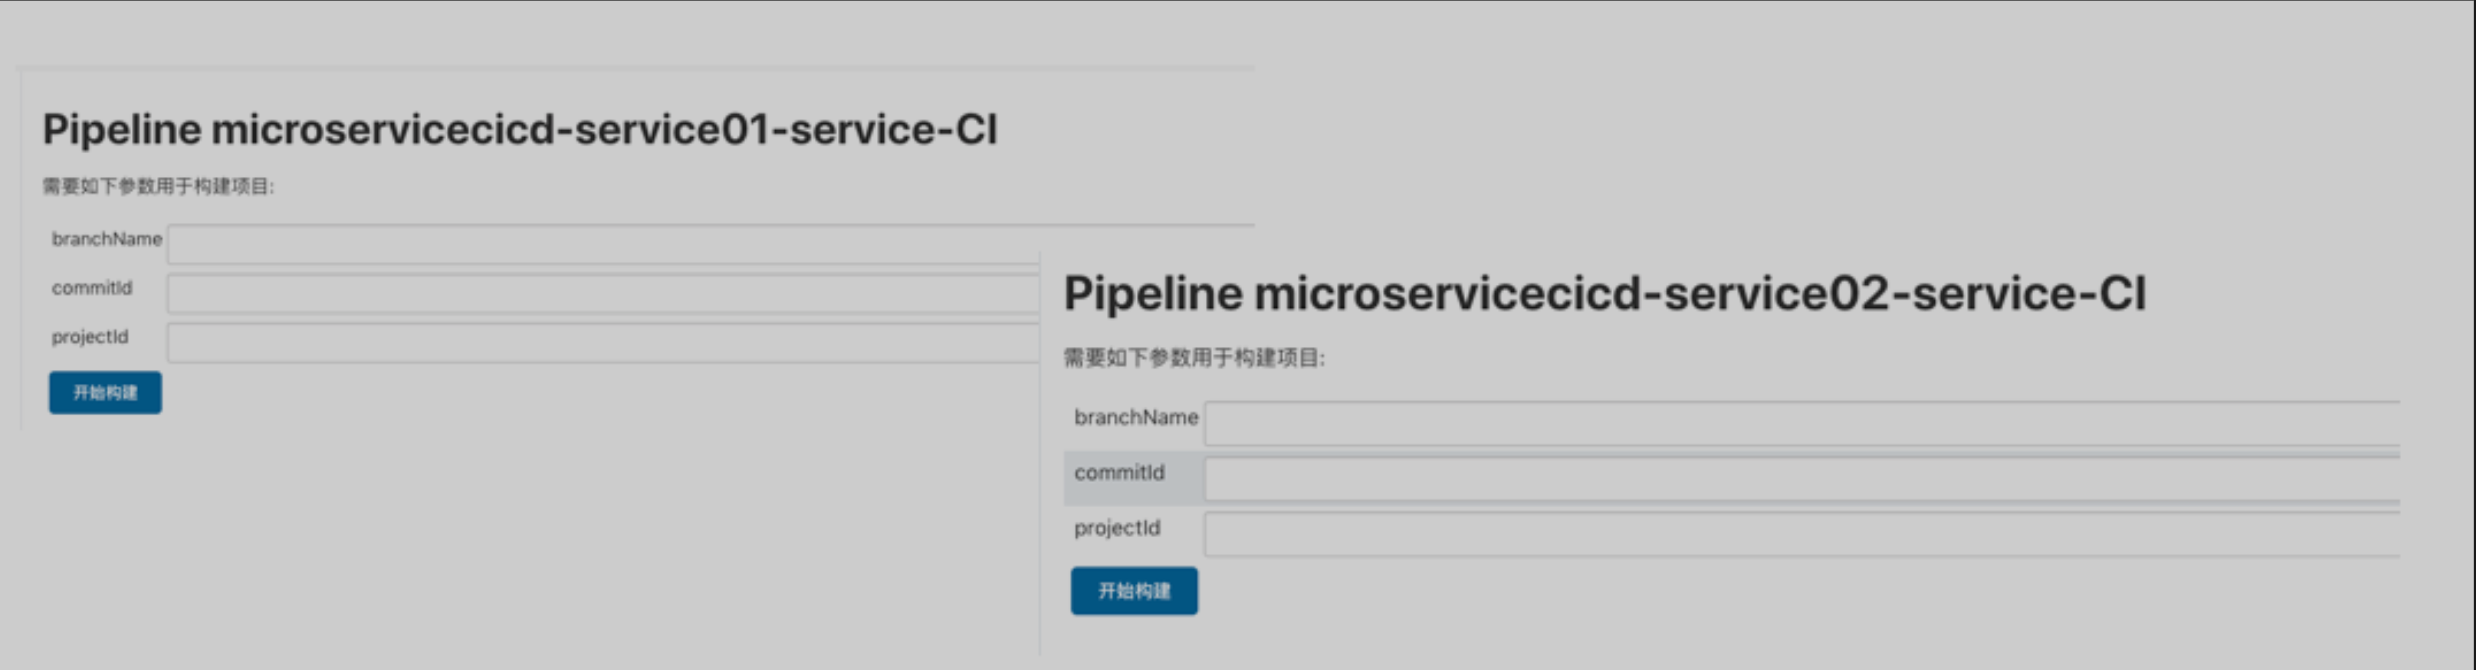 Pipeline microservicecicd-service01-service-CI
需要如下参数用于构建项目:
branchName
commitId
projectId
开始构建
Pipeline microservicecicd-service02-service-CI
需要如下参数用于构建项目:
branchName
commitId
projectId
开始构建